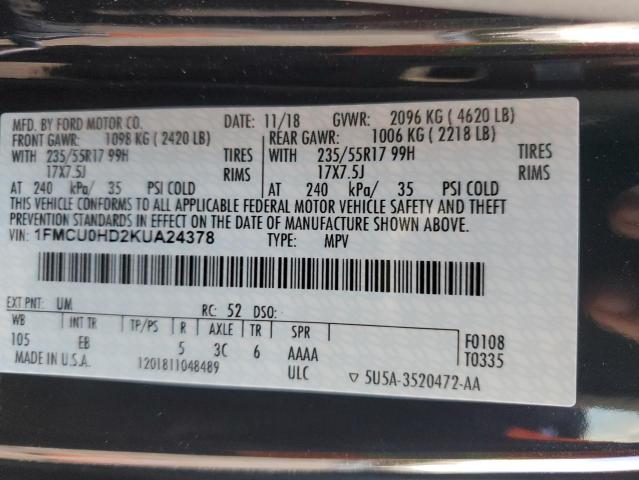 MFD. BY FORD MOTOR CO. DATE: 11/18 GVWR: 2096 KG ( 4620 LB)
FRONT GAWR: 1098 KG ( 2420 LB) REAR GAWR: 1006 KG ( 2218 LB)
WITH 235/55R17 99H TIRES WITH 235/55R17 99H TIRES
17X7.5J RIMS 17X7.5J RIMS
AT 240 kPa/ 35 PSI COLD AT 240 kPa/ 35 PSI COLD
THIS VEHICLE CONFORMS TO ALL APPLICABLE FEDERAL MOTOR VEHICLE SAFETY AND THEFT
PREVENTION STANDARDS IN EFFECT ON THE DATE OF MANUFACTURE SHOWN ABOVE.
VIN: 1FMCU0HD2KUA24378 TYPE: MPV
EXT PNT: UM RC: 52 DSO:
WB INT TR TP/PS R AXLE TR SPR
105 EB 5 3C 6 AAAA F0108
ULC T0335
MADE IN U.S.A. 1201811048489 ▽ 5U5A-3520472-AA